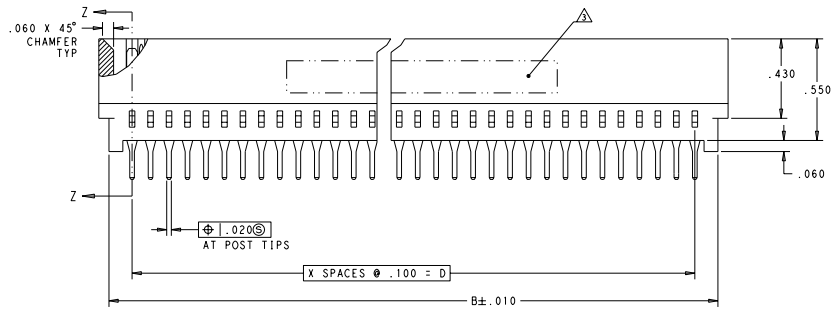 Z
.060 X 45°
CHAMFER
TYP
3
.430
.550
.060
Z
⌖ .020Ⓢ
AT POST TIPS
X SPACES @ .100 = D
B±.010